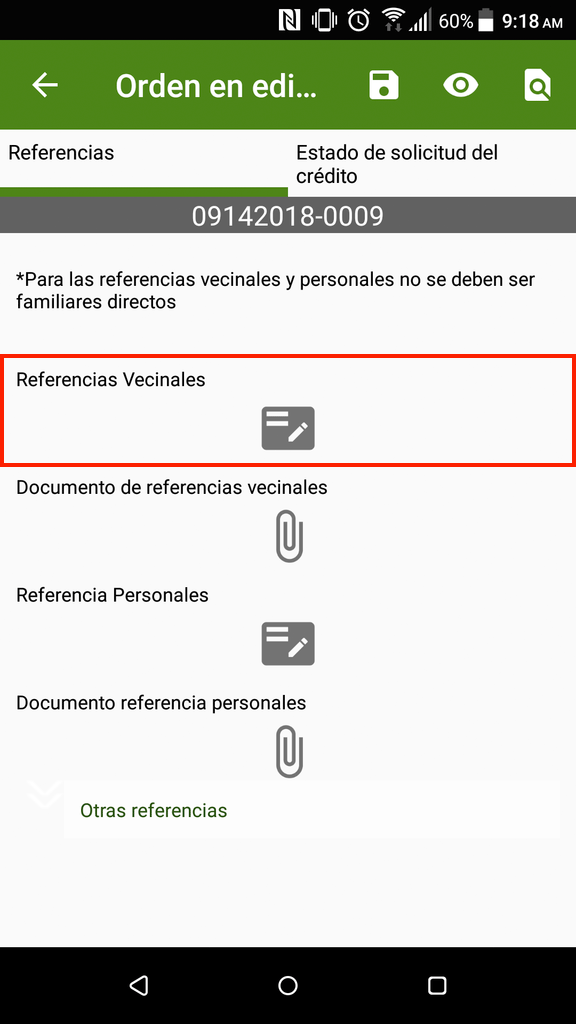 60% 9:18 AM
Orden en edi...
Referencias
Estado de solicitud del
crédito
09142018-0009
*Para las referencias vecinales y personales no se deben ser
familiares directos
Referencias Vecinales
Documento de referencias vecinales
Referencia Personales
Documento referencia personales
Otras referencias